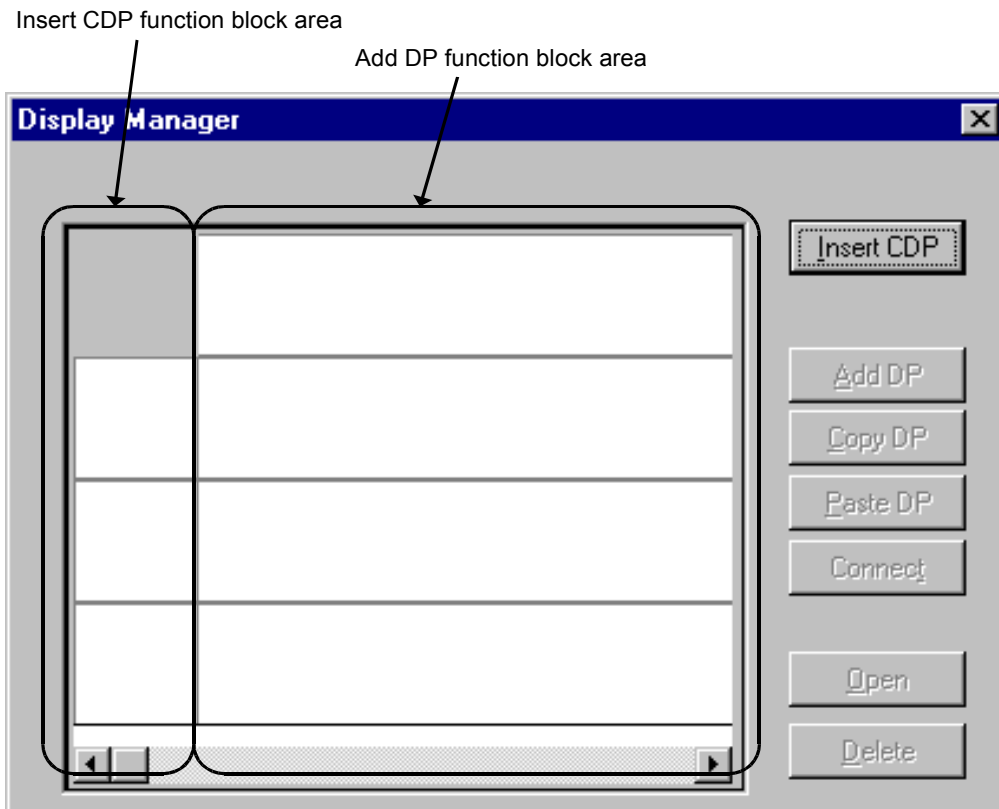 Insert CDP function block area
Add DP function block area
Display Manager
Insert CDP
Add DP
Copy DP
Paste DP
Connect
Open
Delete